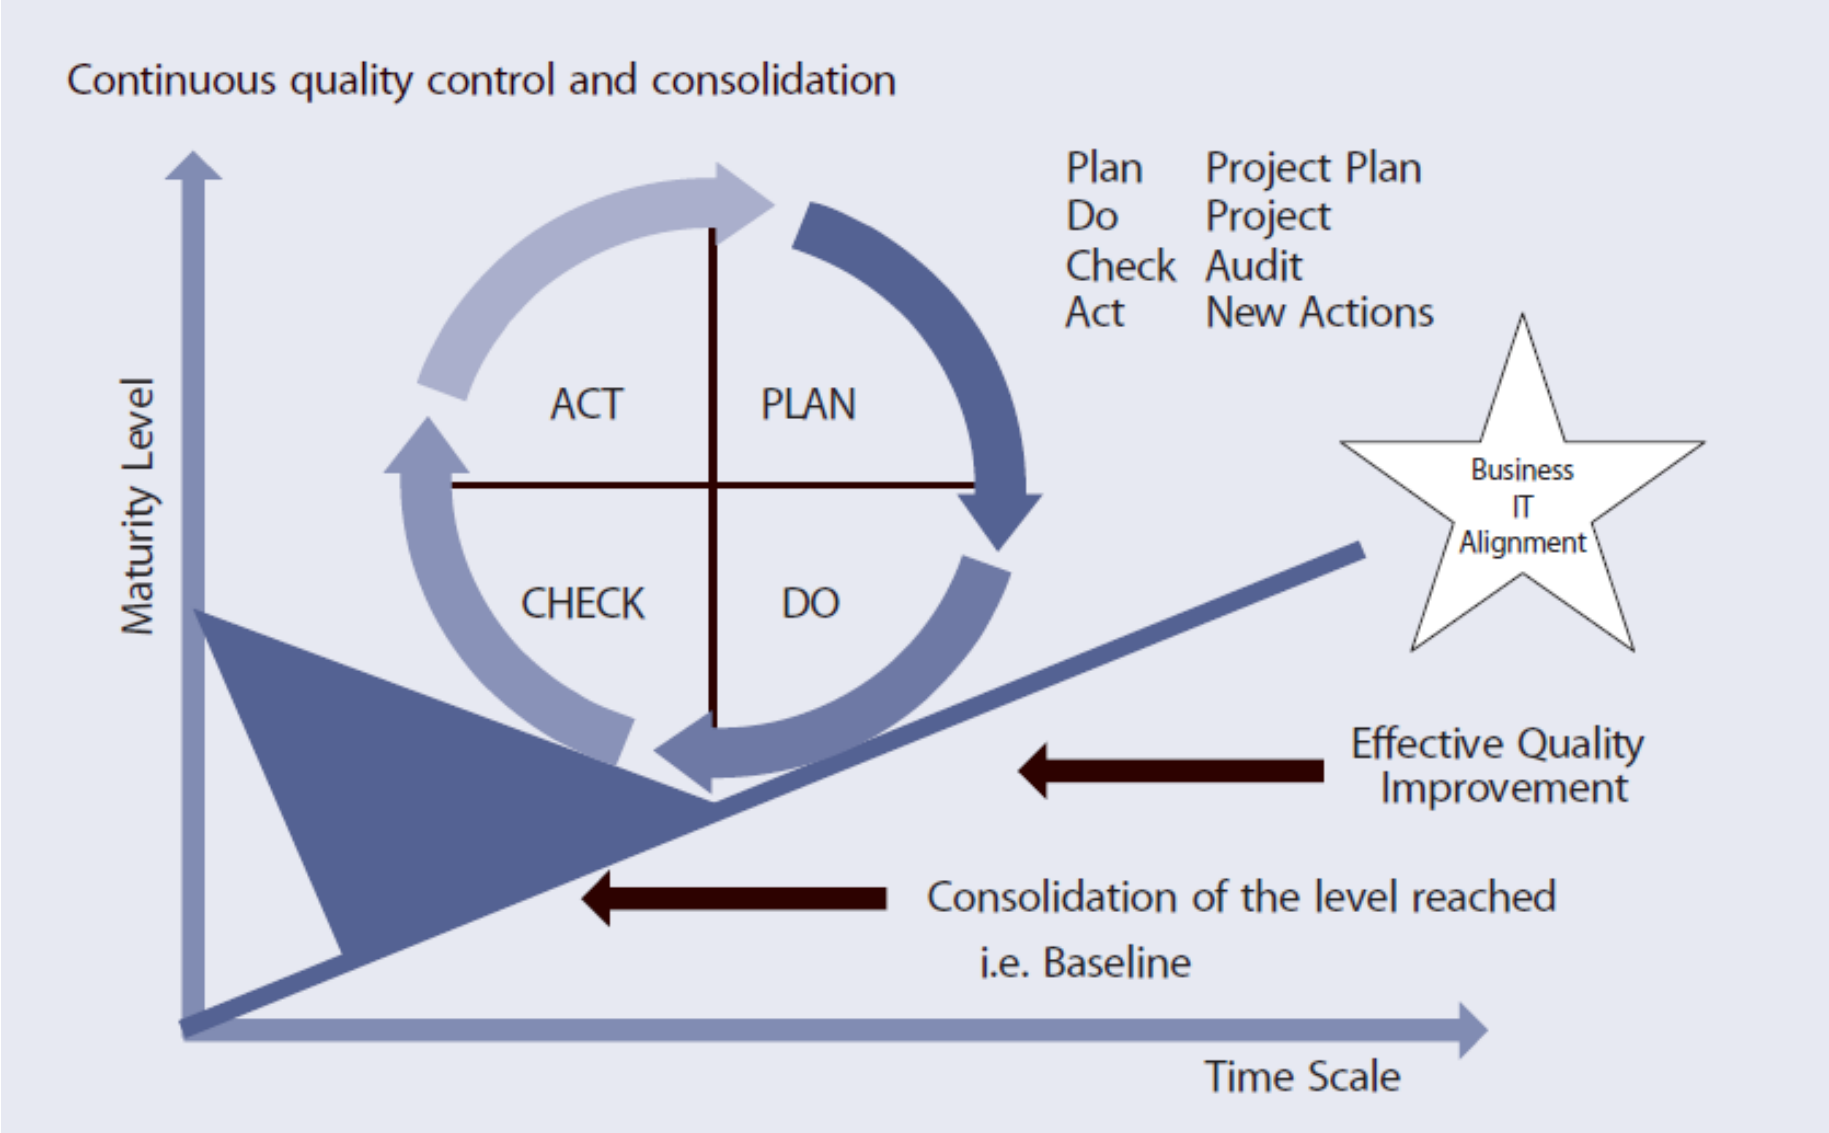 Continuous quality control and consolidation
Plan Project Plan
Do Project
Check Audit
Act New Actions
Maturity Level
ACT PLAN
CHECK DO
Business
IT
Alignment
Effective Quality
Improvement
Consolidation of the level reached
i.e. Baseline
Time Scale